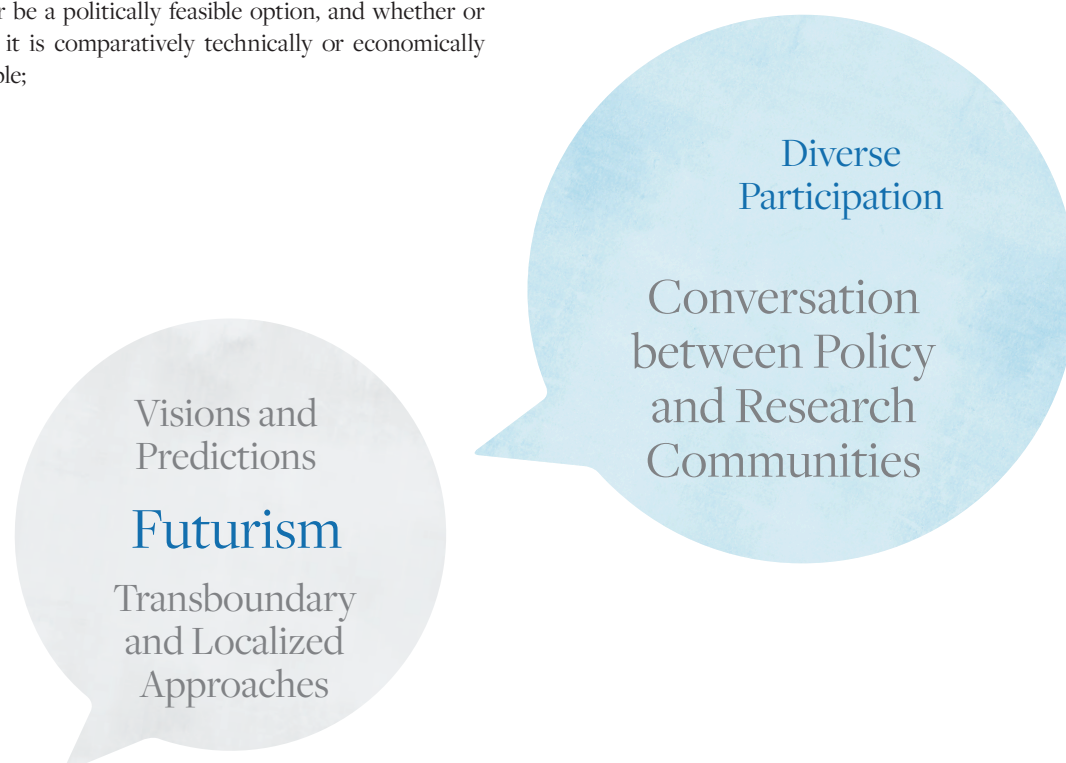 be a politically feasible option, and whether or
it is comparatively technically or economically
Diverse
Participation
Conversation
between Policy
and Research
Communities
Visions and
Predictions
Futurism
Transboundary
and Localized
Approaches